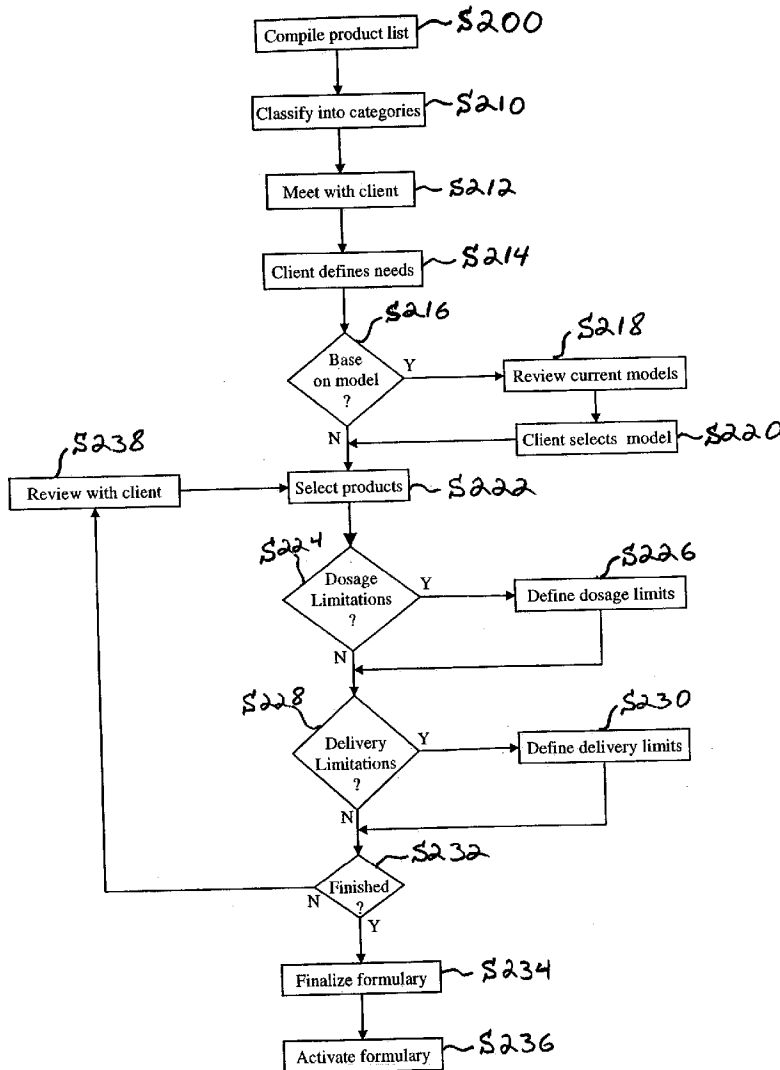 Compile product list S200
Classify into categories S210
Meet with client S212
Client defines needs S214
S216
Base
on model
?
Y
N
S218
Review current models
Client selects model S220
S238
Review with client
Select products S222
S224
Dosage
Limitations
?
Y
N
S226
Define dosage limits
S228
Delivery
Limitations
?
Y
N
S230
Define delivery limits
S232
Finished
?
N
Y
Finalize formulary S234
Activate formulary S236